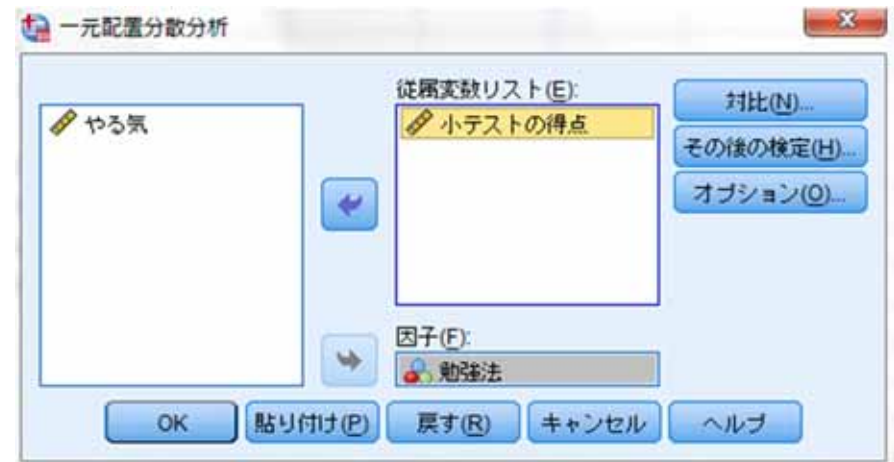 一元配置分散分析
やる気
従属変数リスト(E):
小テストの得点
対比(N)...
その後の検定(H)...
オプション(O)...
因子(F):
勉強法
OK
貼り付け(P)
戻す(R)
キャンセル
ヘルプ